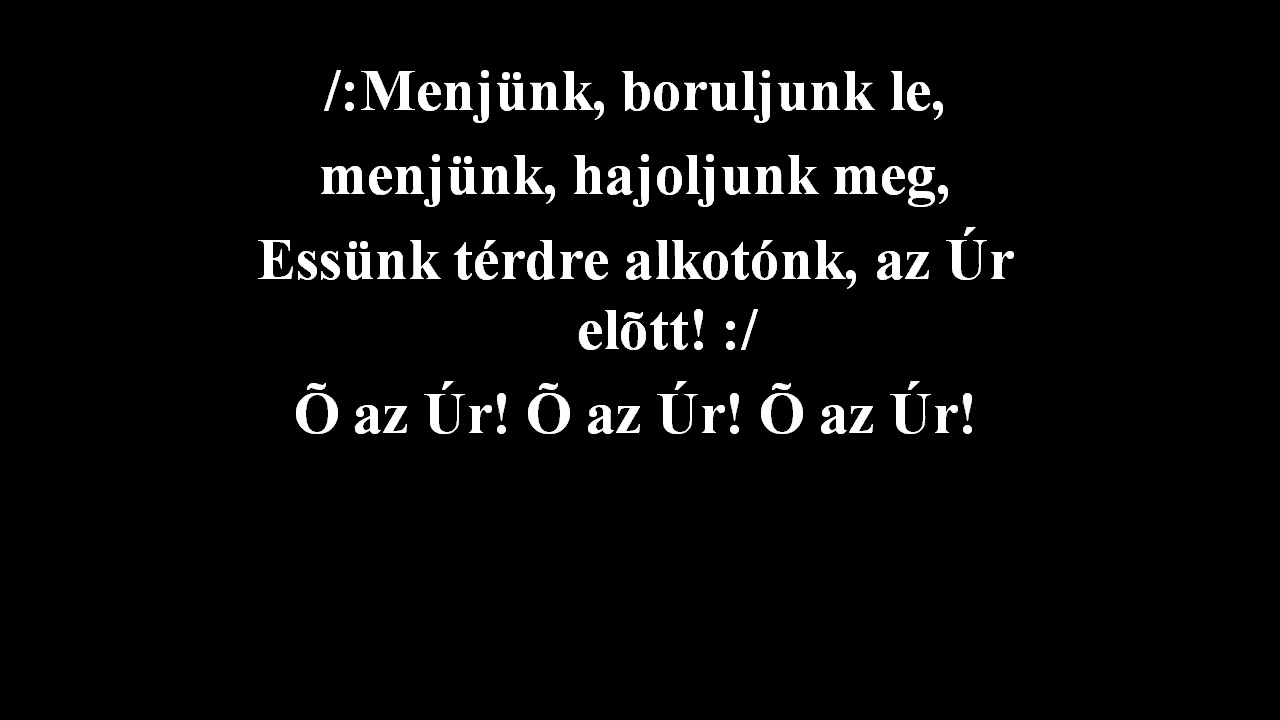 /:Menjünk, boruljunk le,
menjünk, hajoljunk meg,
Essünk térdre alkotónk, az Úr
elõtt! :/
Õ az Úr! Õ az Úr! Õ az Úr!